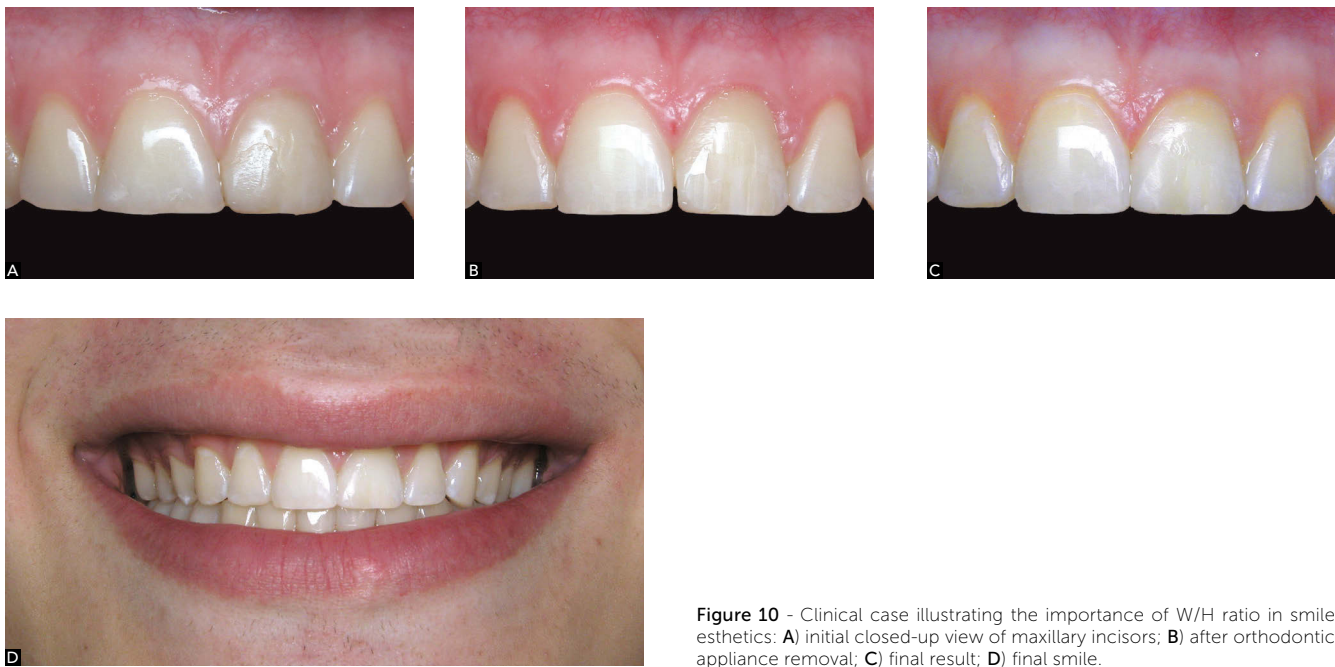 A
B
C
D
Figure 10 - Clinical case illustrating the importance of W/H ratio in smile
esthetics: A) initial closed-up view of maxillary incisors; B) after orthodontic
appliance removal; C) final result; D) final smile.